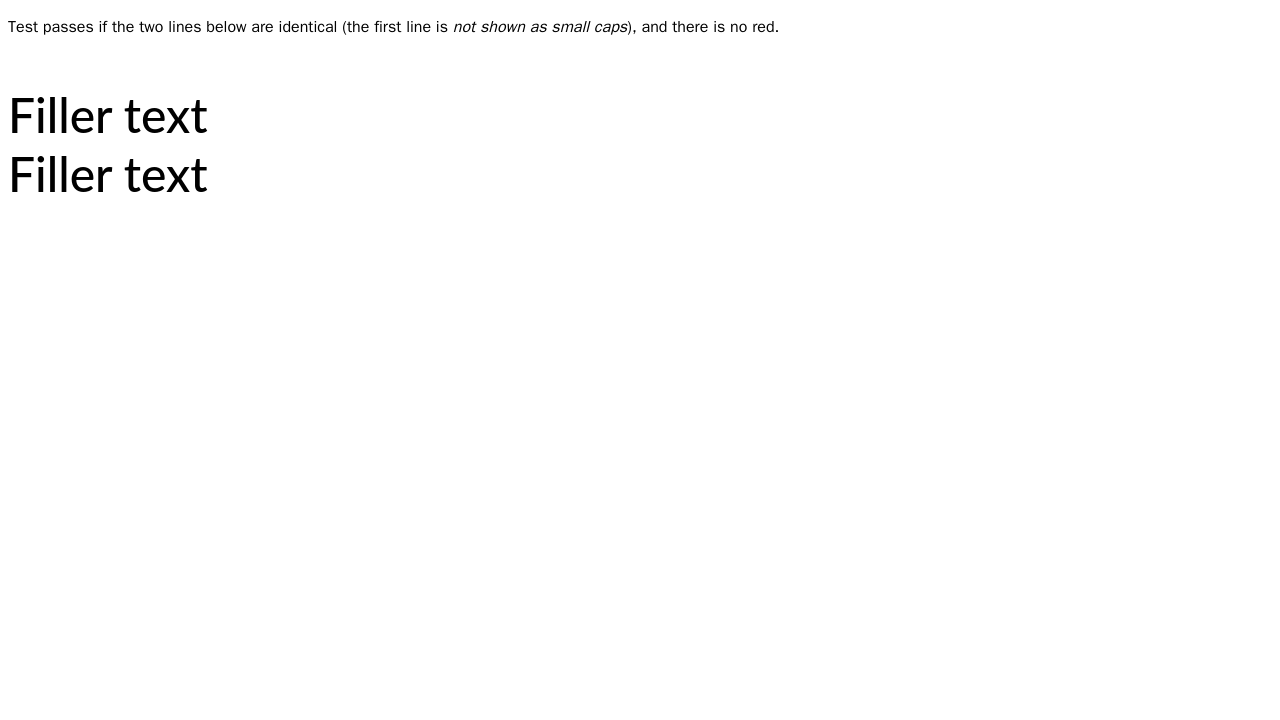 Test passes if the two lines below are identical (the first line is not shown as small caps), and there is no red.
Filler text
Filler text